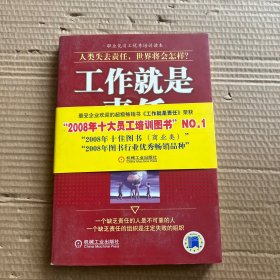 职业化员工优秀培训读本
人类失去责任，世界将会怎样？
工作就是
责任
最受企业欢迎的超级畅销书《工作就是责任》荣获
“2008年十大员工培训图书”NO.1
“2008年十佳图书（商业类）”
“2008年图书行业优秀畅销品种”
机械工业出版社
一个缺乏责任的人是不可靠的人
一个缺乏责任的组织是注定失败的组织
机械工业出版社